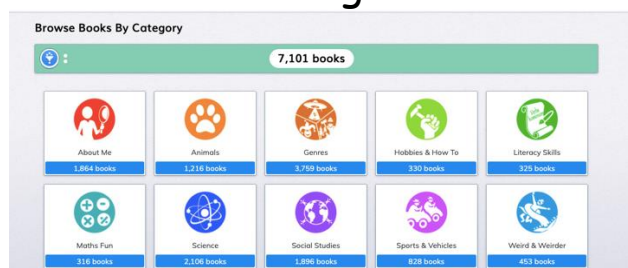 Browse Books By Category
7,101 books
About Me Animals Genres Hobbies & How To Literacy Skills
1,864 books 1,216 books 3,759 books 330 books 325 books
Maths Fun Science Social Studies Sports & Vehicles Weird & Weirder
316 books 2,106 books 1,896 books 828 books 453 books